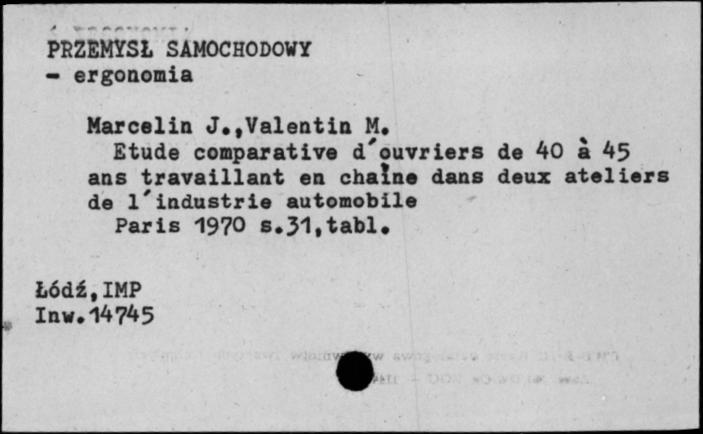 PRZEMYSŁ SAMOCHODOWY
- ergonomia
Marcelin J.,Valentin M.
Etude comparative d'ouvriers de 40 à 45
ans travaillant en chaîne dans deux ateliers
de l'industrie automobile
Paris 1970 s.31,tabl.
Łódź,IMP
Inw.14745